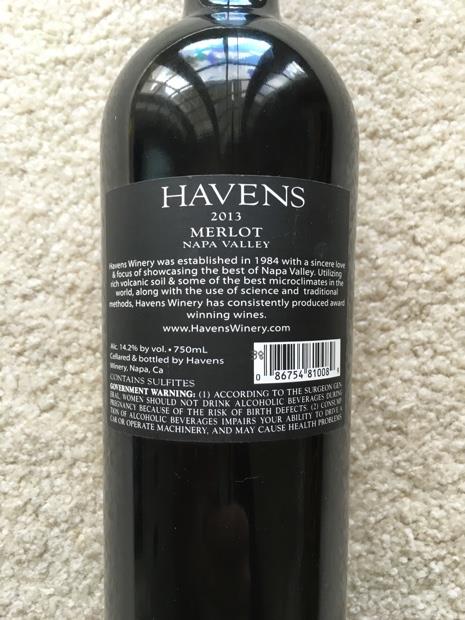 HAVENS
2013
MERLOT
NAPA VALLEY
Havens Winery was established in 1984 with a sincere love
& focus of showcasing the best of Napa Valley. Utilizing
rich volcanic soil & some of the best microclimates in the
world, along with the use of science and traditional
methods, Havens Winery has consistently produced award
winning wines.
www.HavensWinery.com
Alc. 14.2% by vol. • 750mL
Cellared & bottled by Havens
Winery, Napa, Ca
CONTAINS SULFITES
0 86754 81008 9
GOVERNMENT WARNING: (1) ACCORDING TO THE SURGEON GEN-
ERAL, WOMEN SHOULD NOT DRINK ALCOHOLIC BEVERAGES DURING
PREGNANCY BECAUSE OF THE RISK OF BIRTH DEFECTS. (2) CONSUMP-
TION OF ALCOHOLIC BEVERAGES IMPAIRS YOUR ABILITY TO DRIVE A
CAR OR OPERATE MACHINERY, AND MAY CAUSE HEALTH PROBLEMS